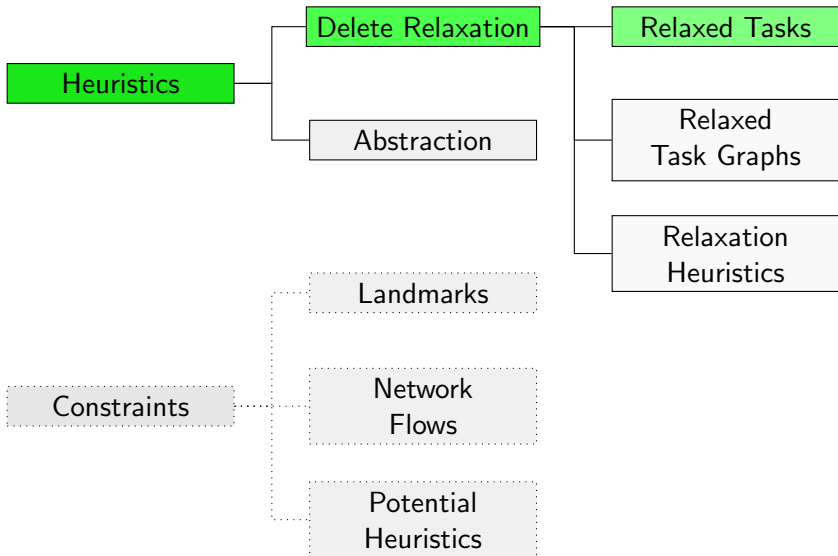 Heuristics
Delete Relaxation
Relaxed Tasks
Relaxed
Task Graphs
Relaxation
Heuristics
Abstraction
Constraints
Landmarks
Network
Flows
Potential
Heuristics